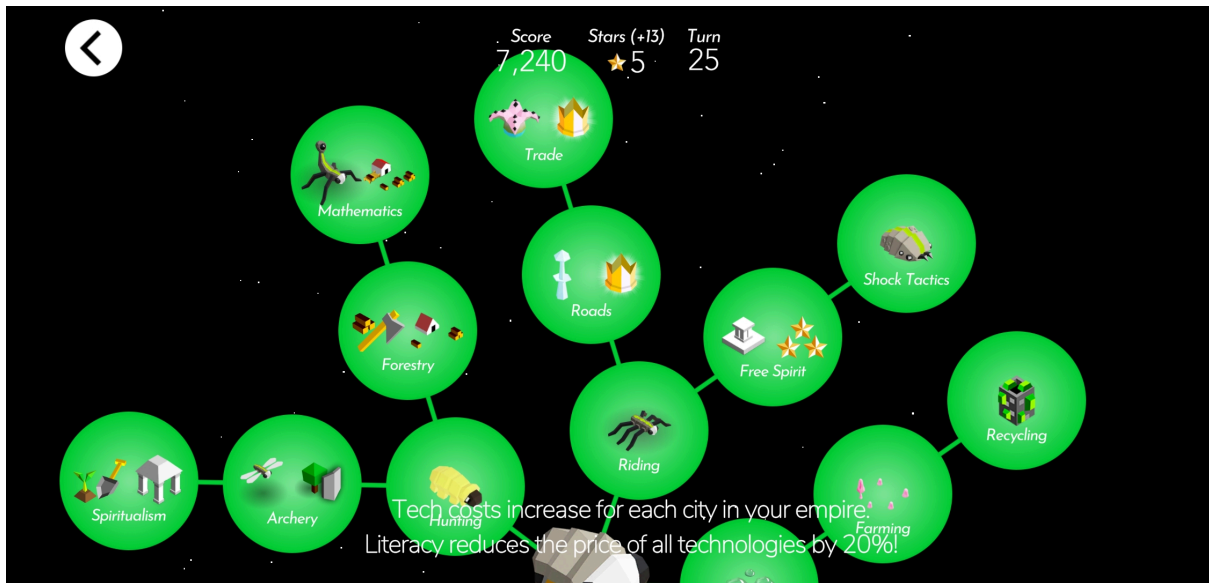 Score
Stars (+13)
Turn
7,240
5
25
Trade
Mathematics
Roads
Shock Tactics
Forestry
Free Spirit
Recycling
Riding
Spiritualism
Archery
Hunting
Farming
Tech costs increase for each city in your empire.
Literacy reduces the price of all technologies by 20%!